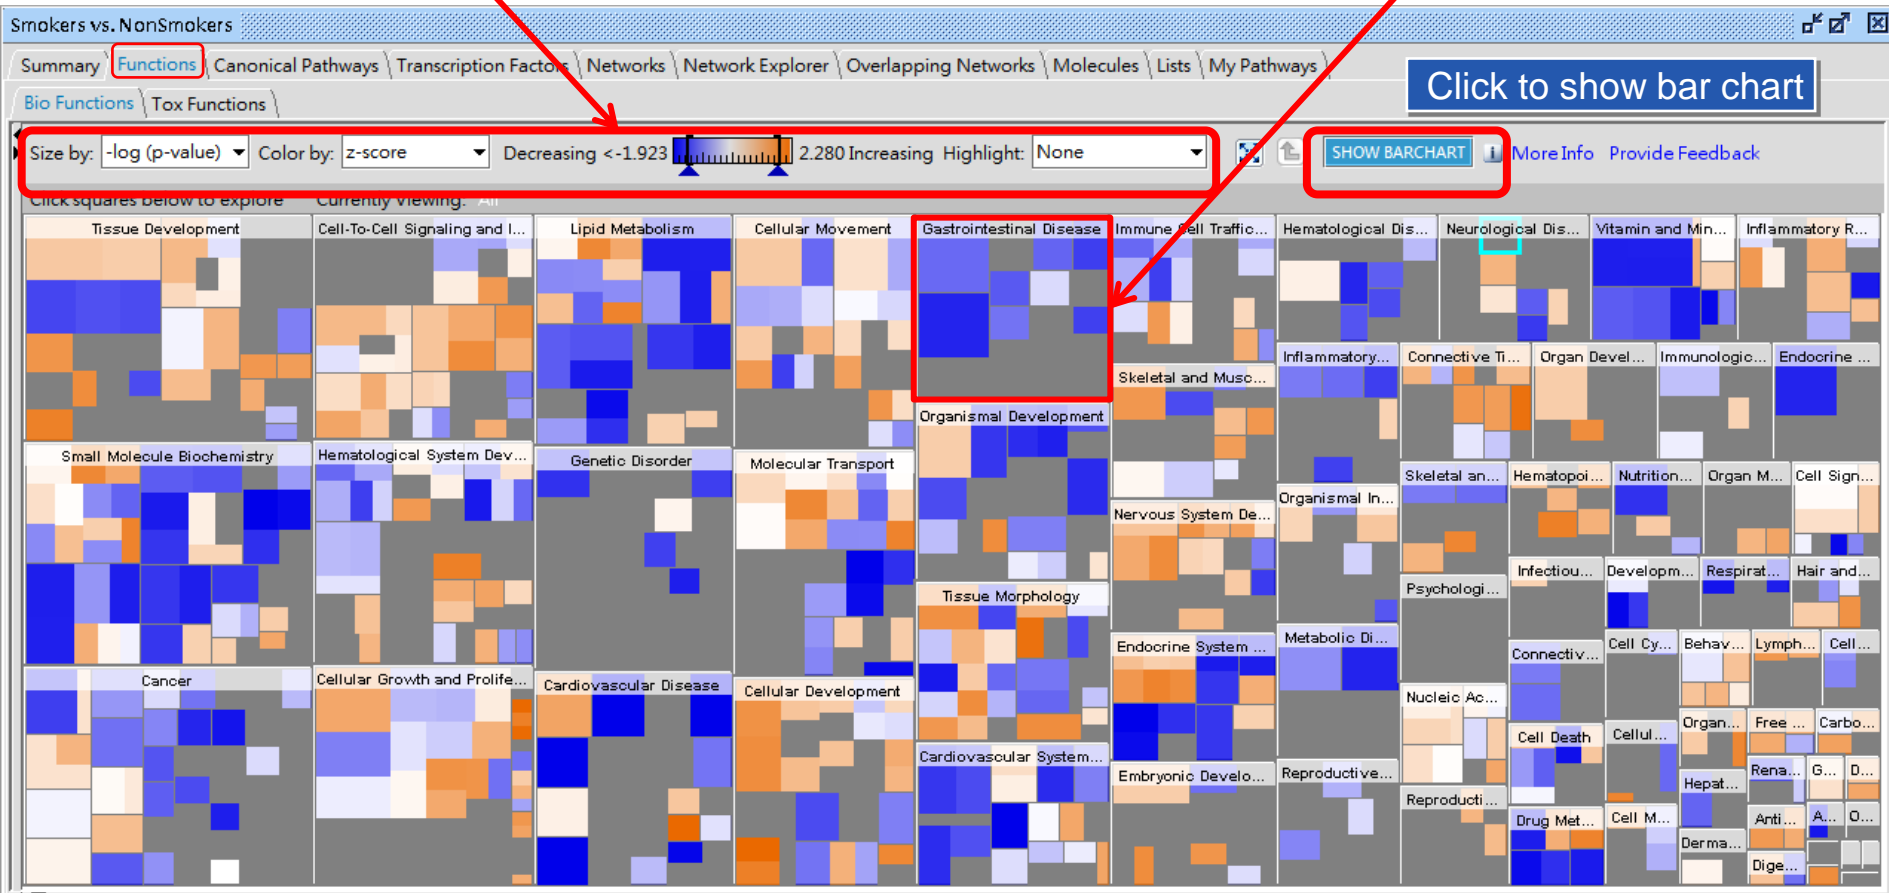 Smokers vs. NonSmokers
Summary Functions Canonical Pathways Transcription Factors Networks Network Explorer Overlapping Networks Molecules Lists My Pathways
Click to show bar chart
Bio Functions Tox Functions
Size by: -log (p-value) Color by: z-score Decreasing <-1.923 2.280 Increasing Highlight: None SHOW BARCHART i More Info Provide Feedback
Click squares below to explore Currently Viewing: All
Tissue Development Cell-To-Cell Signaling and I... Lipid Metabolism Cellular Movement Gastrointestinal Disease Immune Cell Traffic... Hematological Dis... Neurological Dis... Vitamin and Min... Inflammatory R...
Inflammatory... Connective Ti... Organ Devel... Immunologic... Endocrine ...
Skeletal and Musc...
Organismal Development
Small Molecule Biochemistry Hematological System Dev... Genetic Disorder Molecular Transport
Skeletal an... Hematopoi... Nutrition... Organ M... Cell Sign...
Organismal In...
Nervous System De...
Infectiou... Developm... Respirat... Hair and...
Psychologi...
Tissue Morphology
Metabolic Di...
Endocrine System ...
Connectiv... Cell Cy... Behav... Lymph... Cell...
Cancer Cellular Growth and Prolife... Cardiovascular Disease Cellular Development
Nucleic Ac...
Organ... Free ... Carbo...
Cell Death Cellul...
Cardiovascular System...
Embryonic Develo... Reproductive...
Rena... G... D...
Hepat...
Reproducti...
Drug Met... Cell M... Anti... A... O...
Derma...
Dige...